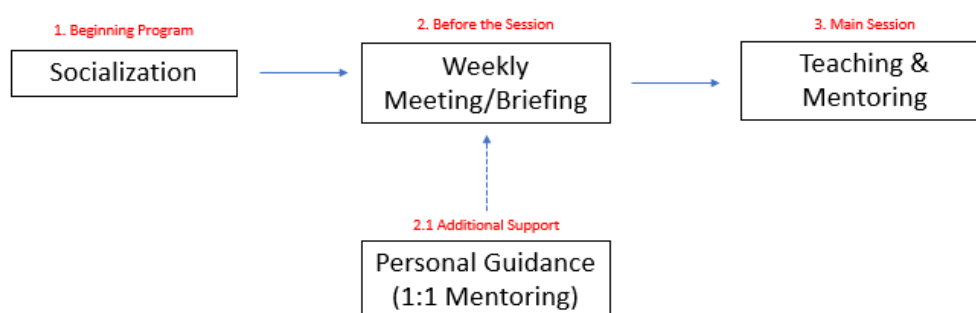 1. Beginning Program
Socialization
2. Before the Session
Weekly
Meeting/Briefing
3. Main Session
Teaching &
Mentoring
2.1 Additional Support
Personal Guidance
(1:1 Mentoring)